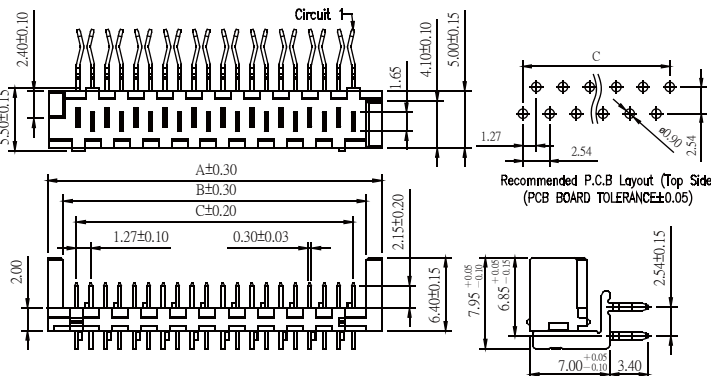 Circuit 1
2.40±0.10
5.50±0.15
1.65
4.10±0.10
5.00±0.15
C
1.27
2.54
ø0.90
2.54
Recommended P.C.B Layout (Top Side
(PCB BOARD TOLERANCE±0.05)
A±0.30
B±0.30
C±0.20
1.27±0.10
0.30±0.03
2.15±0.20
2.00
6.40±0.15
7.95 +0.05 -0.10
6.85 +0.05 -0.15
2.54±0.15
7.00 +0.05 -0.10
3.40